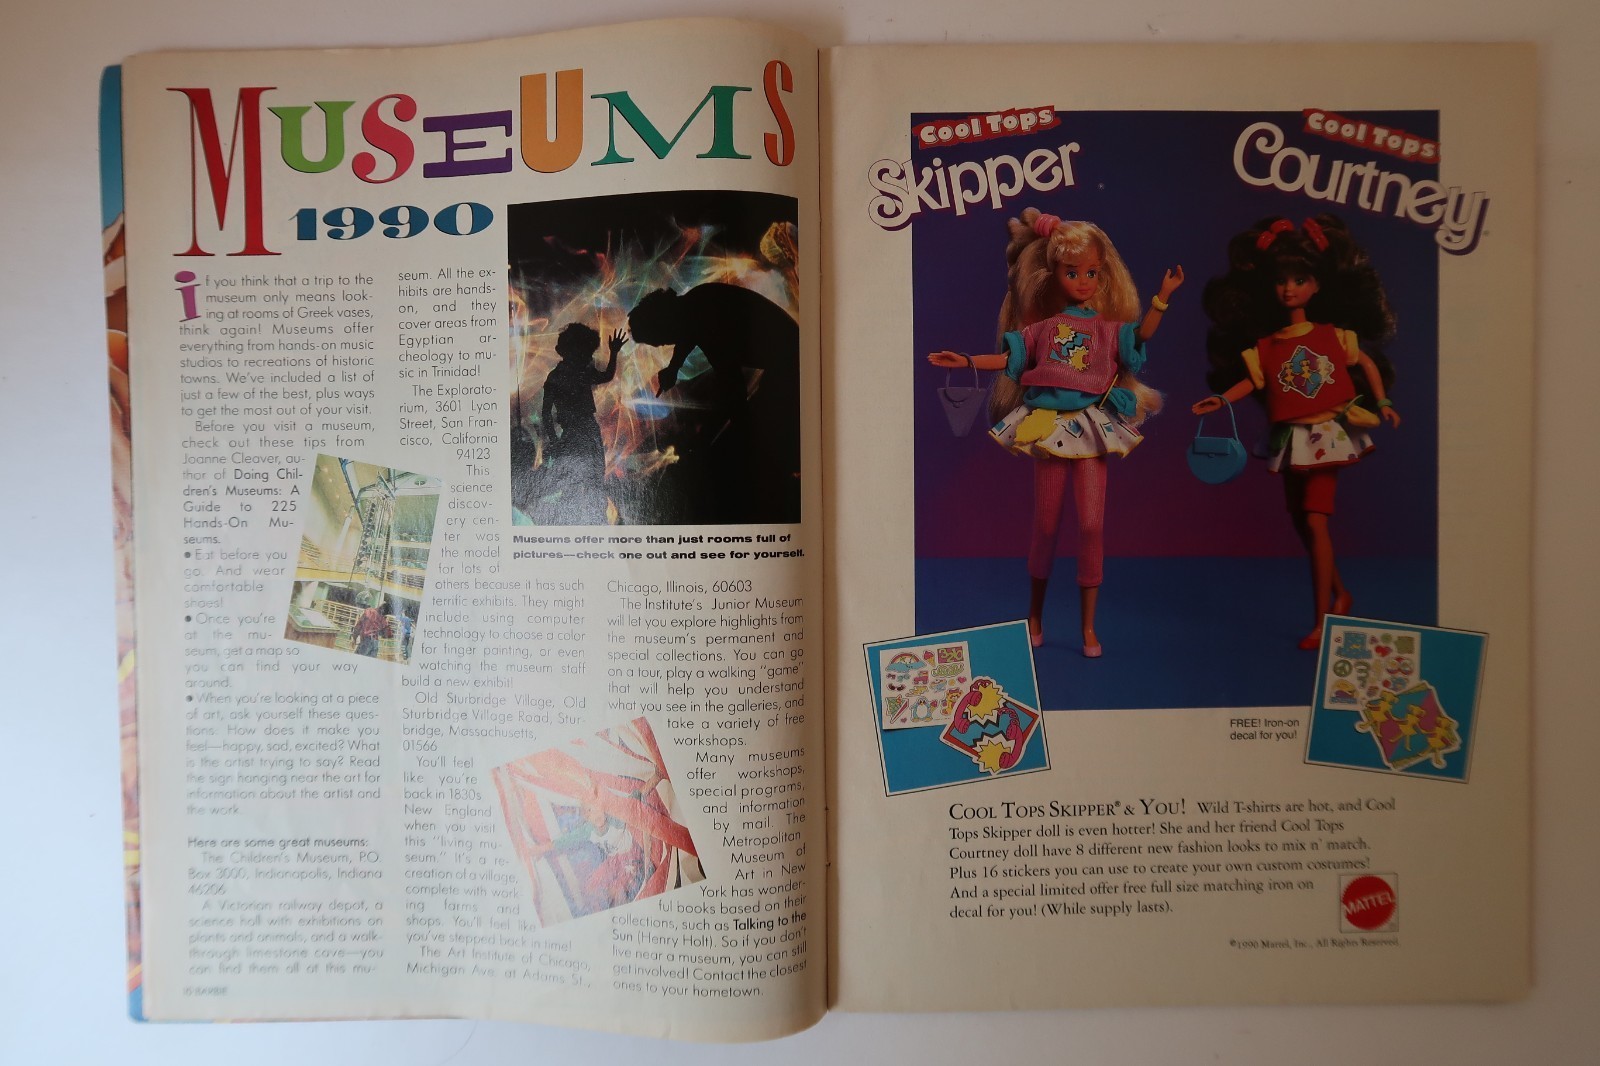 MUSEUMS
1990
if you think that a trip to the
museum only means look-
ing at rooms of Greek vases,
think again! Museums offer
everything from hands-on music
studios to recreations of historic
towns. We've included a list of
just a few of the best, plus ways
to get the most out of your visit.
Before you visit a museum,
check out these tips from
Joanne Cleaver, au-
thor of Doing Chil-
dren's Museums: A
Guide to 225
Hands-On Mu-
seums.
• Eat before you
go. And wear
comfortable
shoes!
• Once you're
at the mu-
seum, get a map so
you can find your way
around.
• When you're looking at a piece
of art, ask yourself these ques-
tions: How does it make you
feel—happy, sad, excited? What
is the artist trying to say? Read
the sign hanging near the art for
information about the artist and
the work.
Here are some great museums:
The Children's Museum, P.O.
Box 3000, Indianapolis, Indiana
46206
A Victorian railway depot, a
science hall with exhibitions on
plants and animals, and a walk-
through limestone cave—you
can find them all at this mu-
seum. All the ex-
hibits are hands-
on, and they
cover areas from
Egyptian ar-
cheology to mu-
sic in Trinidad!
The Explorato-
rium, 3601 Lyon
Street, San Fran-
cisco, California
94123
This
science
discov-
ery cen-
ter was
the model
for lots of
others because it has such
terrific exhibits. They might
include using computer
technology to choose a color
for finger painting, or even
watching the museum staff
build a new exhibit!
Old Sturbridge Village, Old
Sturbridge Village Road, Stur-
bridge, Massachusetts,
01566
You'll feel
like you're
back in 1830s
New England
when you visit
this "living mu-
seum." It's a re-
creation of a village,
complete with work-
ing farms and
shops. You'll feel like
you've stepped back in time!
The Art Institute of Chicago,
Michigan Ave. at Adams St.,
Museums offer more than just rooms full of
pictures—check one out and see for yourself.
Chicago, Illinois, 60603
The Institute's Junior Museum
will let you explore highlights from
the museum's permanent and
special collections. You can go
on a tour, play a walking "game"
that will help you understand
what you see in the galleries, and
take a variety of free
workshops.
Many museums
offer workshops,
special programs,
and information
by mail. The
Metropolitan
Museum of
Art in New
York has wonder-
ful books based on their
collections, such as Talking to the
Sun (Henry Holt). So if you don't
live near a museum, you can still
get involved! Contact the closest
ones to your hometown.
16 BARBIE
COOL TOPS
Skipper
COOL TOPS
Courtney®
FREE! Iron-on
decal for you!
COOL TOPS SKIPPER® & YOU! Wild T-shirts are hot, and Cool
Tops Skipper doll is even hotter! She and her friend Cool Tops
Courtney doll have 8 different new fashion looks to mix n' match.
Plus 16 stickers you can use to create your own custom costumes!
And a special limited offer free full size matching iron on
decal for you! (While supply lasts).
MATTEL
©1990 Mattel, Inc., All Rights Reserved.